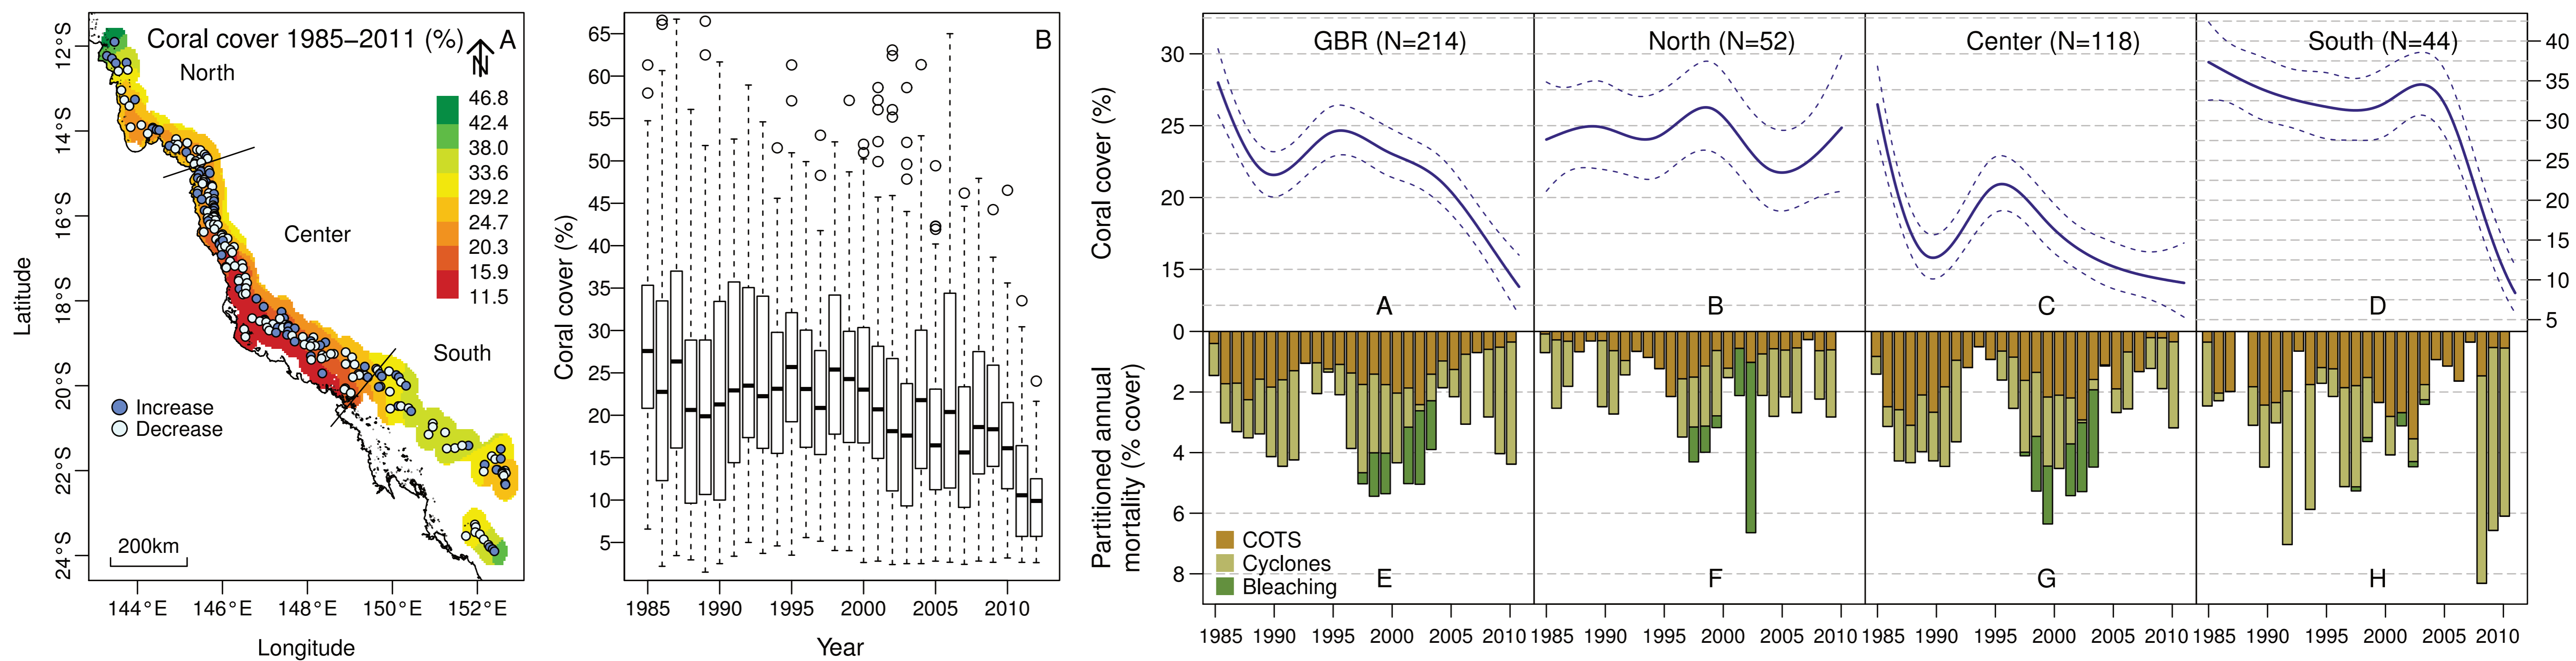 Coral cover 1985–2011 (%)
A
N
North
Center
South
46.8
42.4
38.0
33.6
29.2
24.7
20.3
15.9
11.5
Increase
Decrease
200km
Latitude
12°S
14°S
16°S
18°S
20°S
22°S
24°S
144°E 146°E 148°E 150°E 152°E
Longitude
B
Coral cover (%)
65
60
55
50
45
40
35
30
25
20
15
10
5
1985 1990 1995 2000 2005 2010
Year
Coral cover (%)
30
25
20
15
GBR (N=214)
A
North (N=52)
B
Center (N=118)
C
South (N=44)
D
40
35
30
25
20
15
10
5
Partitioned annual
mortality (% cover)
0
2
4
6
8
COTS
Cyclones
Bleaching
E
F
G
H
1985 1990 1995 2000 2005 2010
1985 1990 1995 2000 2005 2010
1985 1990 1995 2000 2005 2010
1985 1990 1995 2000 2005 2010